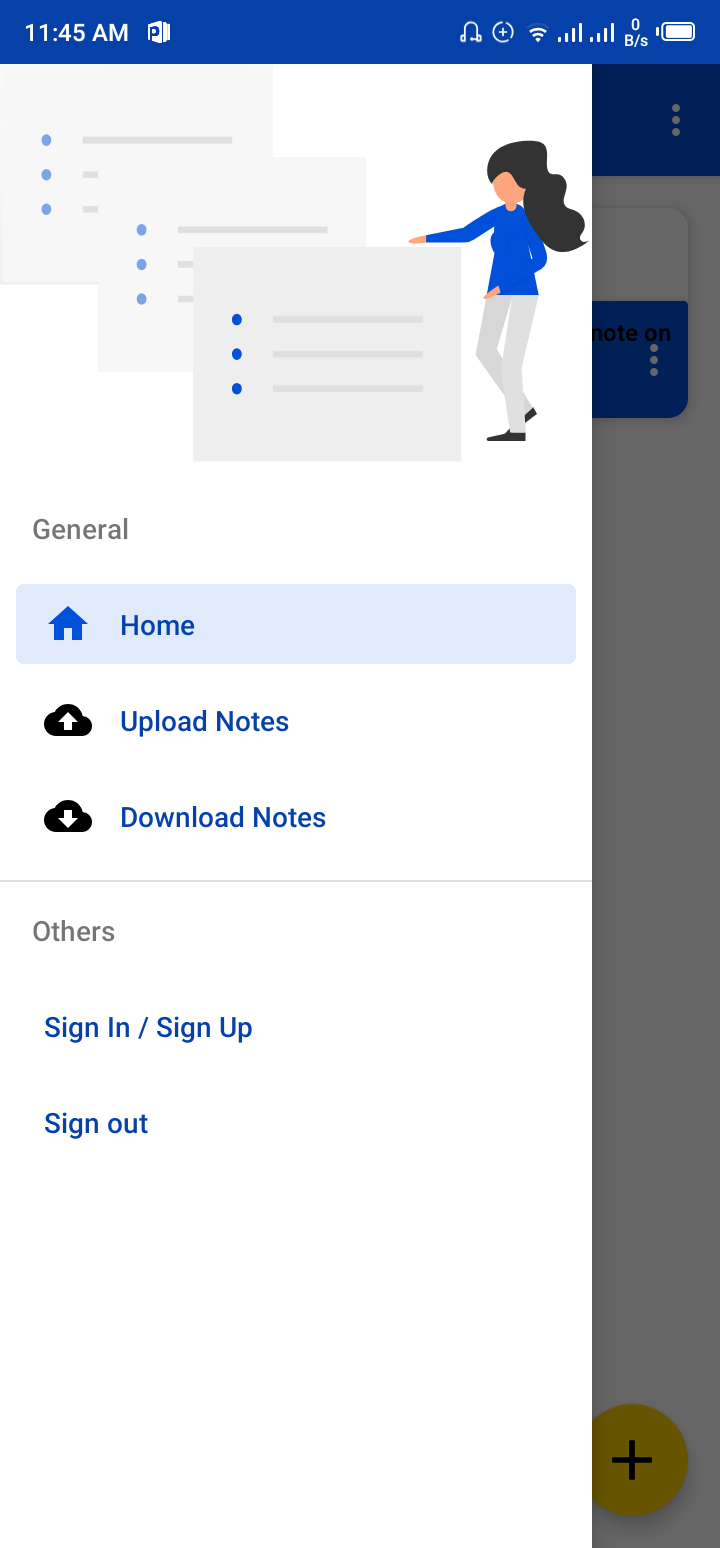 11:45 AM
0
B/s
note on
General
Home
Upload Notes
Download Notes
Others
Sign In / Sign Up
Sign out